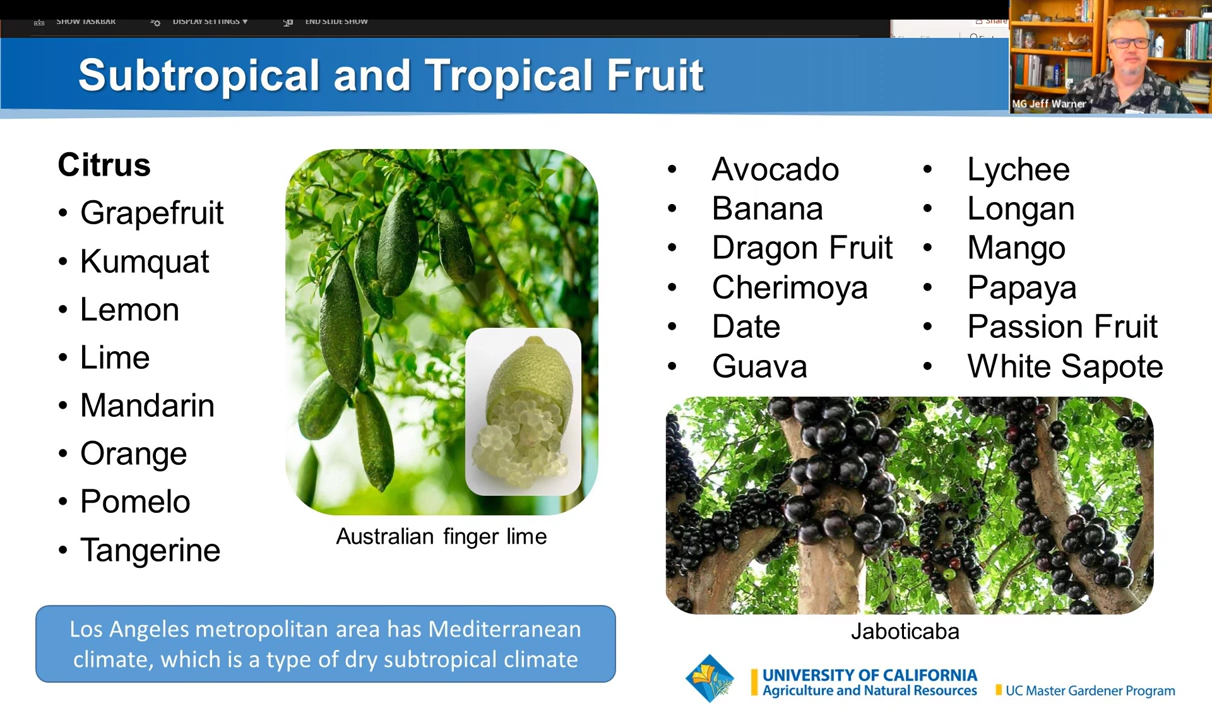 SHOW TASKBAR
DISPLAY SETTINGS ▼
END SLIDE SHOW
Share
Subtropical and Tropical Fruit
MG Jeff Warner
Citrus
• Grapefruit
• Kumquat
• Lemon
• Lime
• Mandarin
• Orange
• Pomelo
• Tangerine
Australian finger lime
• Avocado
• Banana
• Dragon Fruit
• Cherimoya
• Date
• Guava
• Lychee
• Longan
• Mango
• Papaya
• Passion Fruit
• White Sapote
Jaboticaba
Los Angeles metropolitan area has Mediterranean
climate, which is a type of dry subtropical climate
UNIVERSITY OF CALIFORNIA
Agriculture and Natural Resources
UC Master Gardener Program